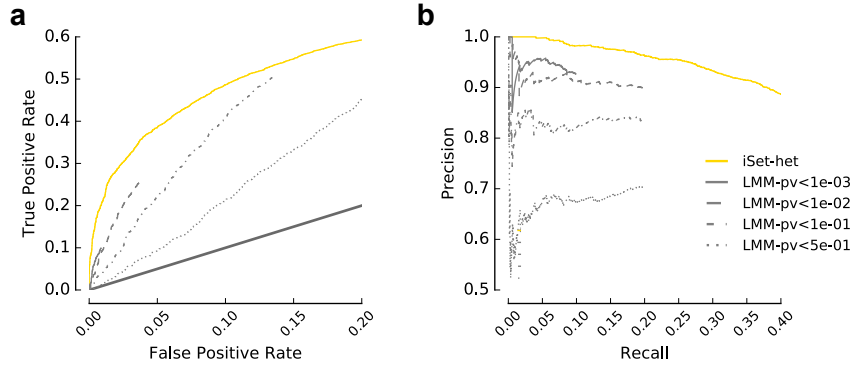 a
0.6
0.5
0.4
0.3
0.2
0.1
0.0
True Positive Rate
0.00
0.05
0.10
0.15
0.20
False Positive Rate
b
1.0
0.9
0.8
0.7
0.6
0.5
Precision
iSet-het
LMM-pv<1e-03
LMM-pv<1e-02
LMM-pv<1e-01
LMM-pv<5e-01
0.00
0.05
0.10
0.15
0.20
0.25
0.30
0.35
0.40
Recall